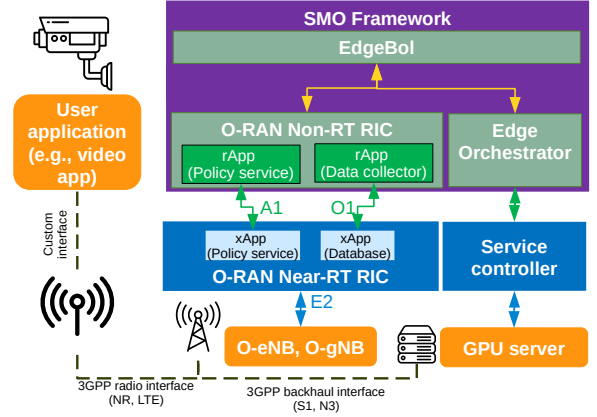 SMO Framework
EdgeBol
User
application
(e.g., video
app)
O-RAN Non-RT RIC
rApp
(Policy service)
rApp
(Data collector)
Edge
Orchestrator
A1
O1
Custom
interface
xApp
(Policy service)
xApp
(Database)
O-RAN Near-RT RIC
Service
controller
E2
O-eNB, O-gNB
GPU server
3GPP radio interface
(NR, LTE)
3GPP backhaul interface
(S1, N3)